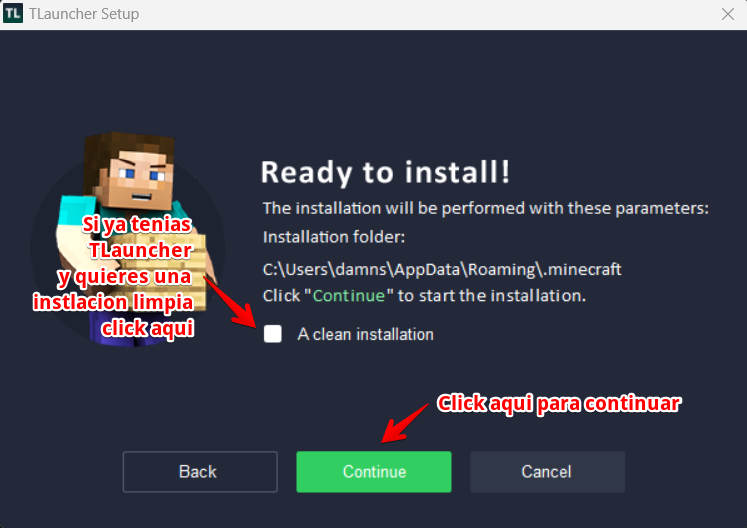 TL TLauncher Setup
Ready to install!
The installation will be performed with these parameters:
Installation folder:
C:\Users\damns\AppData\Roaming\.minecraft
Click "Continue" to start the installation.
Si ya tenias
TLauncher
y quieres una
instlacion limpia
click aqui
A clean installation
Click aqui para continuar
Back
Continue
Cancel